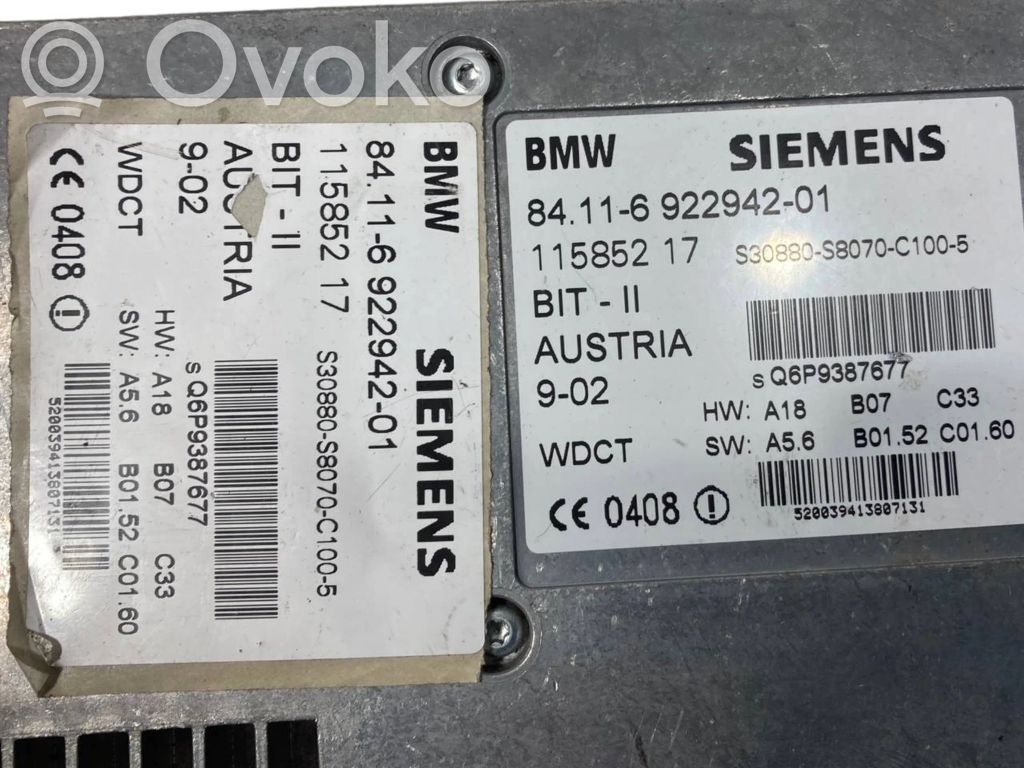 Ovoko
BMW SIEMENS
84.11-6 922942-01
115852 17 S30880-S8070-C100-5
BIT - II
AUSTRIA
9-02
WDCT
CE 0408
s Q6P9387677
HW: A18 B07 C33
SW: A5.6 B01.52 C01.60
520039413807131
BMW SIEMENS
84.11-6 922942-01
115852 17 S30880-S8070-C100-5
BIT - II
AUSTRIA
s Q6P9387677
9-02
HW: A18 B07 C33
WDCT SW: A5.6 B01.52 C01.60
CE 0408
520039413807131